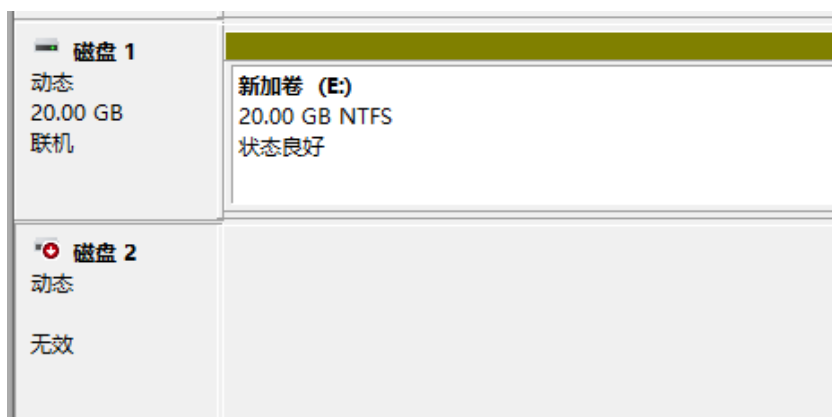 磁盘 1
动态
20.00 GB
联机
新加卷 (E:)
20.00 GB NTFS
状态良好
磁盘 2
动态
无效